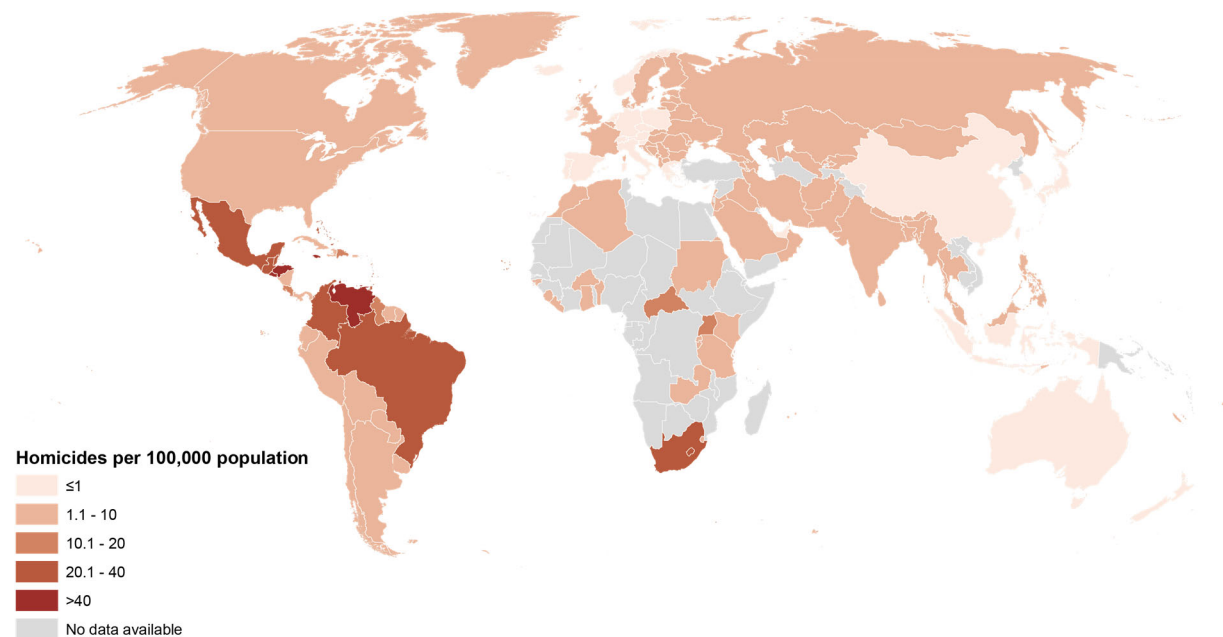 Homicides per 100,000 population
≤1
1.1 - 10
10.1 - 20
20.1 - 40
>40
No data available